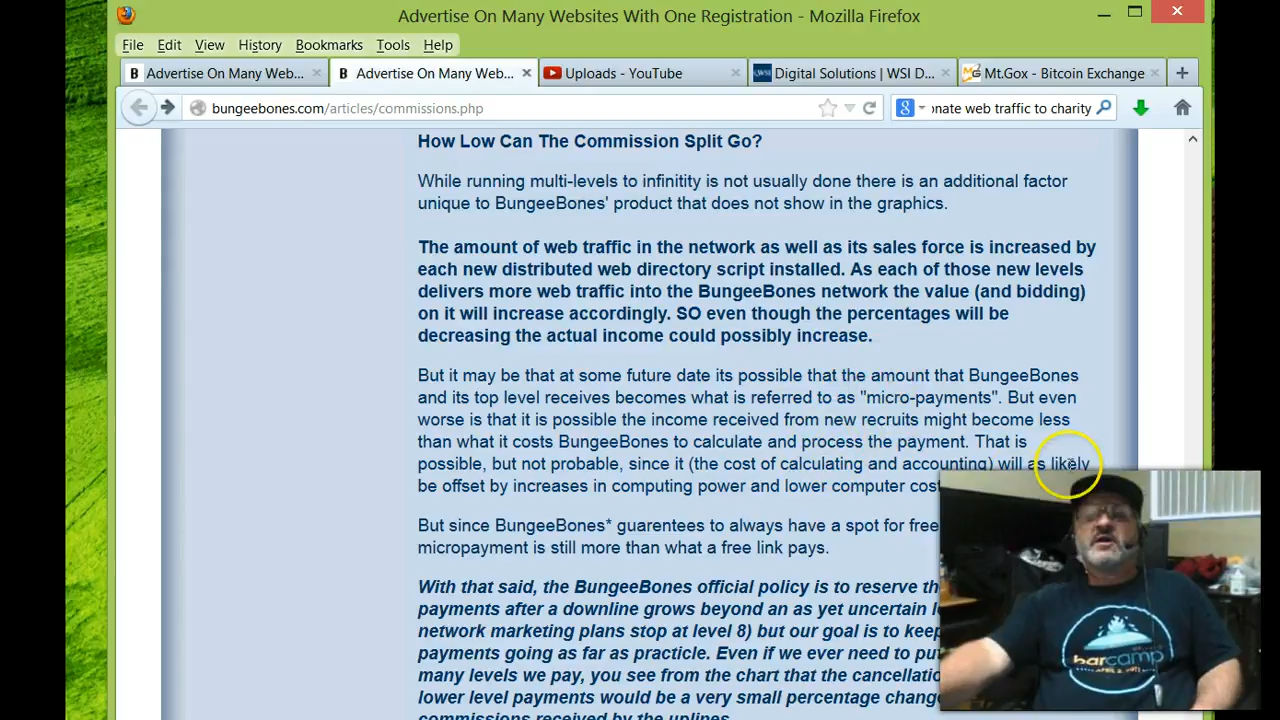 Advertise On Many Websites With One Registration - Mozilla Firefox
File Edit View History Bookmarks Tools Help
B Advertise On Many Web... B Advertise On Many Web... Uploads - YouTube WSI Digital Solutions | WSI D... Mt.Gox - Bitcoin Exchange
bungeebones.com/articles/commissions.php 8 onate web traffic to charity
How Low Can The Commission Split Go?
While running multi-levels to infinitity is not usually done there is an additional factor
unique to BungeeBones' product that does not show in the graphics.
The amount of web traffic in the network as well as its sales force is increased by
each new distributed web directory script installed. As each of those new levels
delivers more web traffic into the BungeeBones network the value (and bidding)
on it will increase accordingly. SO even though the percentages will be
decreasing the actual income could possibly increase.
But it may be that at some future date its possible that the amount that BungeeBones
and its top level receives becomes what is referred to as "micro-payments". But even
worse is that it is possible the income received from new recruits might become less
than what it costs BungeeBones to calculate and process the payment. That is
possible, but not probable, since it (the cost of calculating and accounting) will as likely
be offset by increases in computing power and lower computer cos
But since BungeeBones* guarentees to always have a spot for free
micropayment is still more than what a free link pays.
With that said, the BungeeBones official policy is to reserve th
payments after a downline grows beyond an as yet uncertain l
network marketing plans stop at level 8) but our goal is to keep
payments going as far as practicle. Even if we ever need to pu
many levels we pay, you see from the chart that the cancellatio
lower level payments would be a very small percentage change
commissions received by the uplines.
barcamp